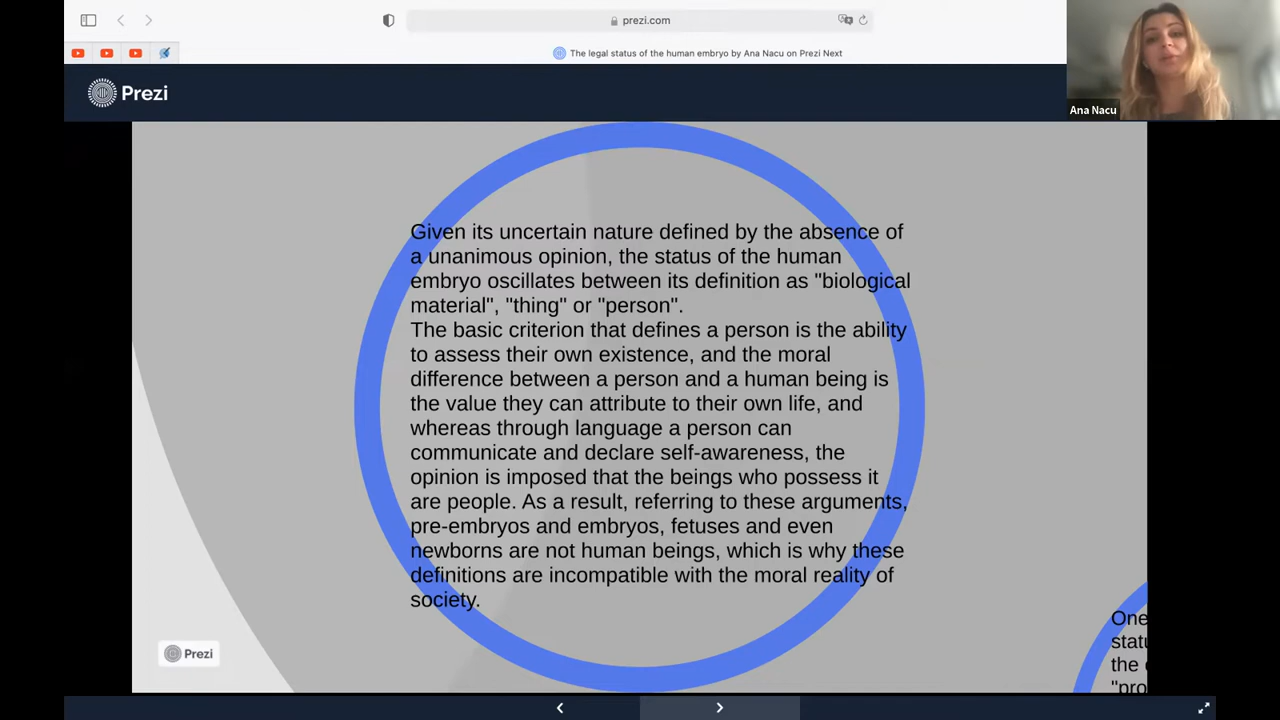 prezi.com
The legal status of the human embryo by Ana Nacu on Prezi Next
Prezi
Ana Nacu
Given its uncertain nature defined by the absence of
a unanimous opinion, the status of the human
embryo oscillates between its definition as "biological
material", "thing" or "person".
The basic criterion that defines a person is the ability
to assess their own existence, and the moral
difference between a person and a human being is
the value they can attribute to their own life, and
whereas through language a person can
communicate and declare self-awareness, the
opinion is imposed that the beings who possess it
are people. As a result, referring to these arguments,
pre-embryos and embryos, fetuses and even
newborns are not human beings, which is why these
definitions are incompatible with the moral reality of
society.
One
the
Prezi